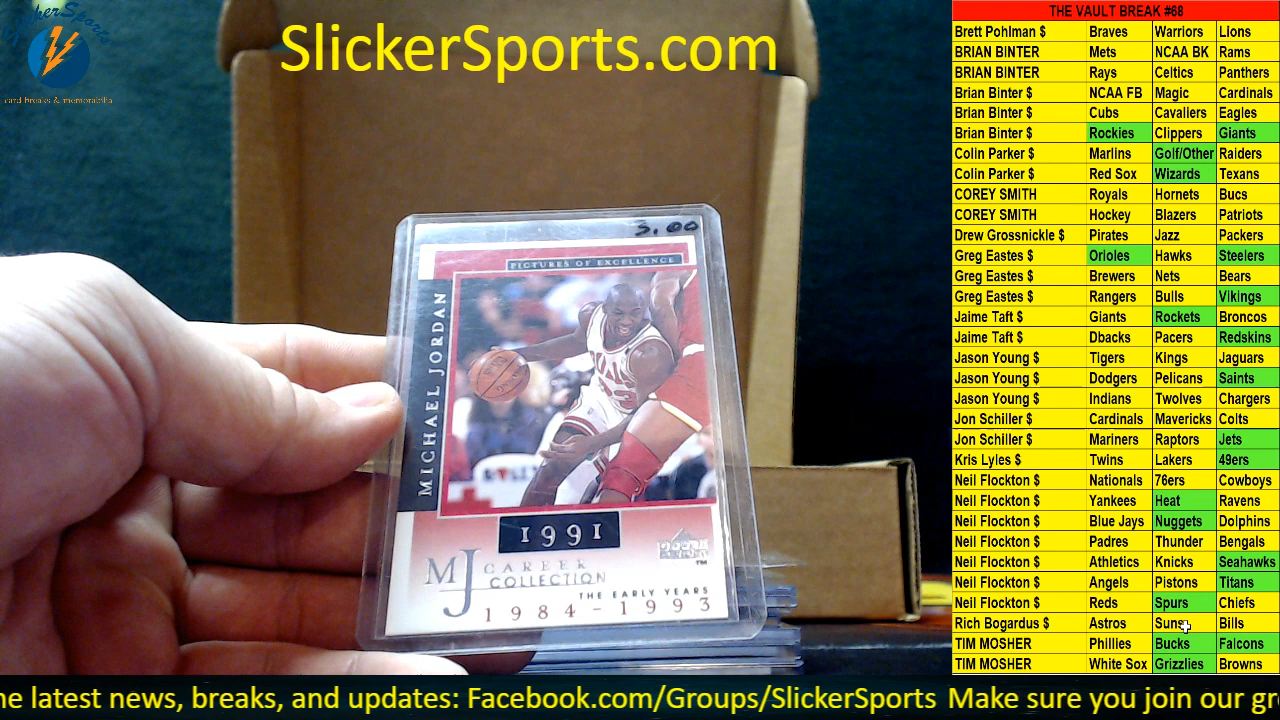 SlickerSports.com
card breaks & memorabilia
5.00
PICTURES OF EXCELLENCE
MICHAEL JORDAN
1991
MJ CAREER COLLECTION
THE EARLY YEARS
1984-1993
THE VAULT BREAK #68
Brett Pohlman $ Braves Warriors Lions
BRIAN BINTER Mets NCAA BK Rams
BRIAN BINTER Rays Celtics Panthers
Brian Binter $ NCAA FB Magic Cardinals
Brian Binter $ Cubs Cavaliers Eagles
Brian Binter $ Rockies Clippers Giants
Colin Parker $ Marlins Golf/Other Raiders
Colin Parker $ Red Sox Wizards Texans
COREY SMITH Royals Hornets Bucs
COREY SMITH Hockey Blazers Patriots
Drew Grossnickle $ Pirates Jazz Packers
Greg Eastes $ Orioles Hawks Steelers
Greg Eastes $ Brewers Nets Bears
Greg Eastes $ Rangers Bulls Vikings
Jaime Taft $ Giants Rockets Broncos
Jaime Taft $ Dbacks Pacers Redskins
Jason Young $ Tigers Kings Jaguars
Jason Young $ Dodgers Pelicans Saints
Jason Young $ Indians Twolves Chargers
Jon Schiller $ Cardinals Mavericks Colts
Jon Schiller $ Mariners Raptors Jets
Kris Lyles $ Twins Lakers 49ers
Neil Flockton $ Nationals 76ers Cowboys
Neil Flockton $ Yankees Heat Ravens
Neil Flockton $ Blue Jays Nuggets Dolphins
Neil Flockton $ Padres Thunder Bengals
Neil Flockton $ Athletics Knicks Seahawks
Neil Flockton $ Angels Pistons Titans
Neil Flockton $ Reds Spurs Chiefs
Rich Bogardus $ Astros Suns Bills
TIM MOSHER Phillies Bucks Falcons
TIM MOSHER White Sox Grizzlies Browns
he latest news, breaks, and updates: Facebook.com/Groups/SlickerSports Make sure you join our gr